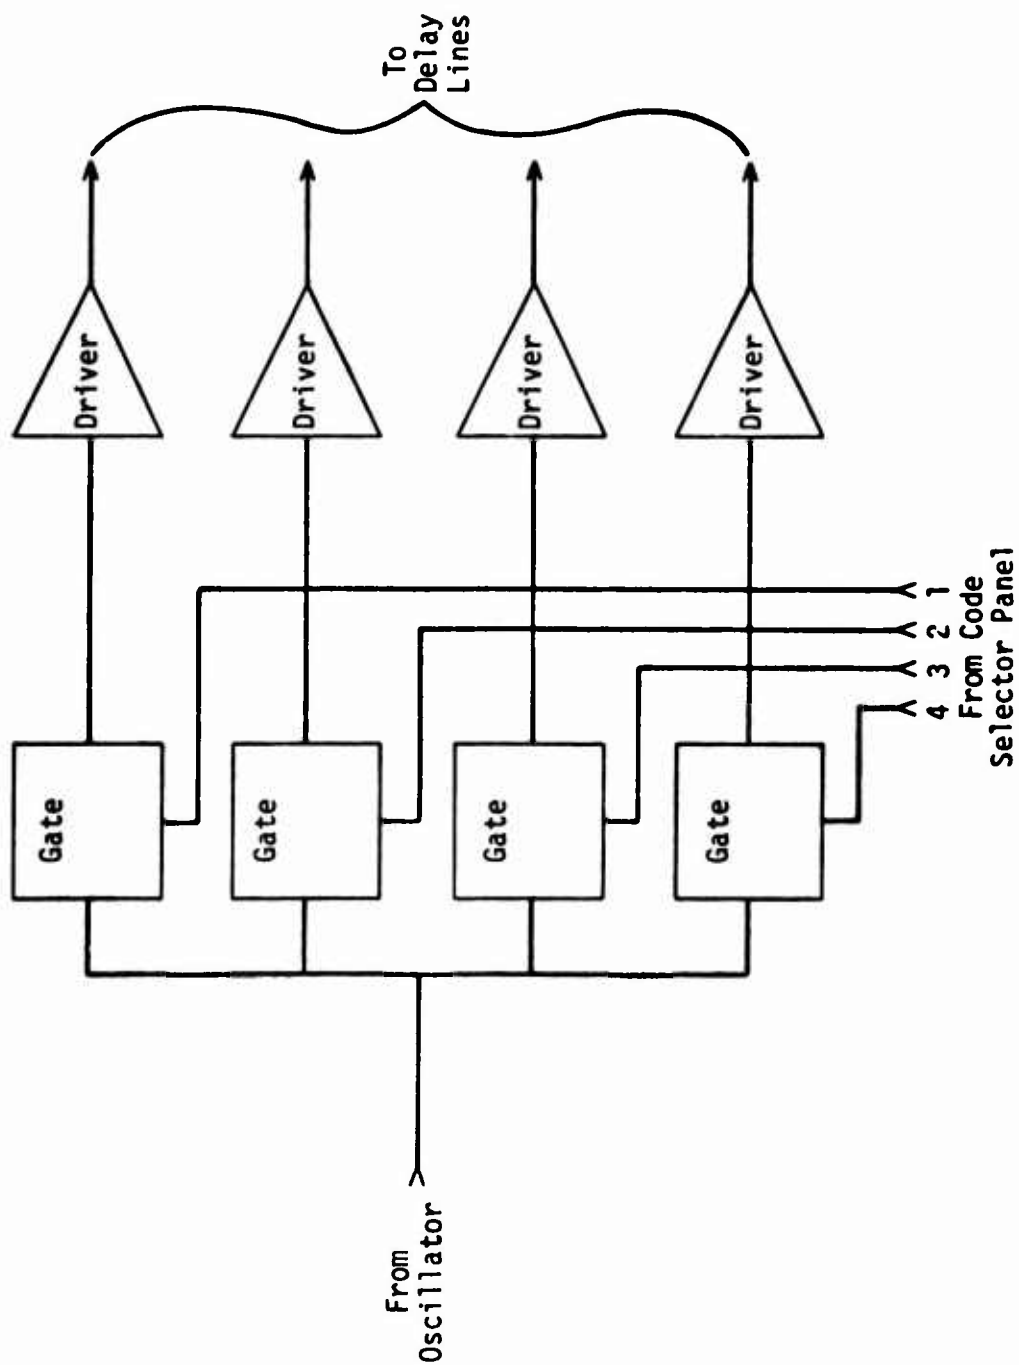 Gate
Driver
Gate
Driver
From
Oscillator
To
Delay
Lines
Gate
Driver
Gate
Driver
4 3 2 1
From Code
Selector Panel